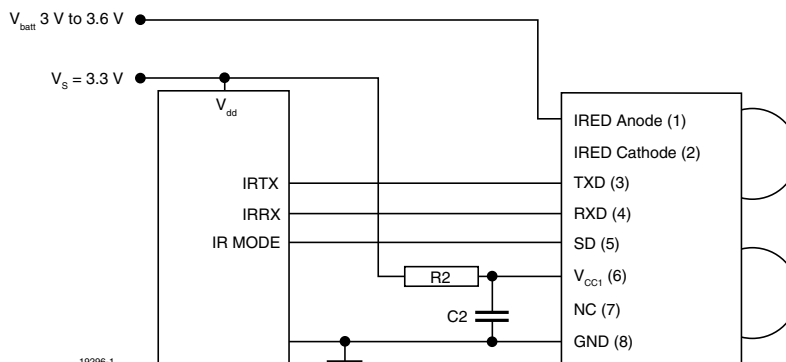 V_batt 3 V to 3.6 V
V_S = 3.3 V
V_dd
IRED Anode (1)
IRED Cathode (2)
IRTX
TXD (3)
IRRX
RXD (4)
IR MODE
SD (5)
R2
V_CC1 (6)
C2
NC (7)
GND (8)
19296-1